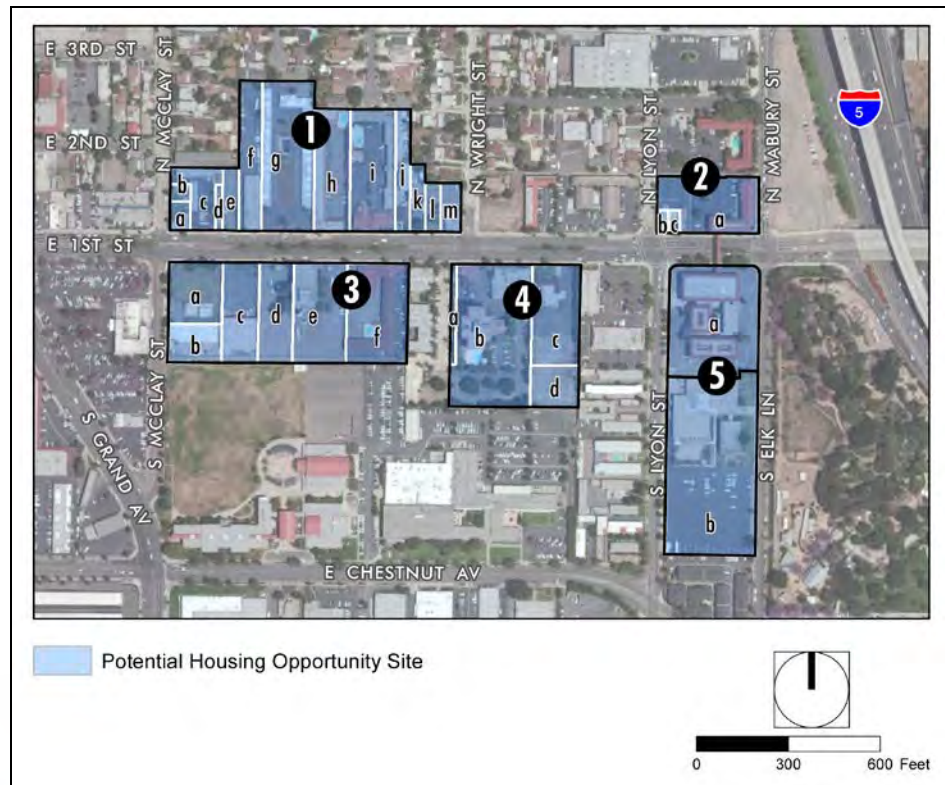 E 3RD ST
N MCCLAY ST
E 2ND ST
N WRIGHT ST
N LYON ST
N MABURY ST
5
1
f
g
h
i
j
k
l
m
b
a
c
d
e
2
b
c
a
E 1ST ST
3
a
b
c
d
e
f
4
a
b
c
d
5
a
b
S MCCLAY ST
S GRAND AV
S LYON ST
S ELK LN
E CHESTNUT AV
Potential Housing Opportunity Site
0 300 600 Feet